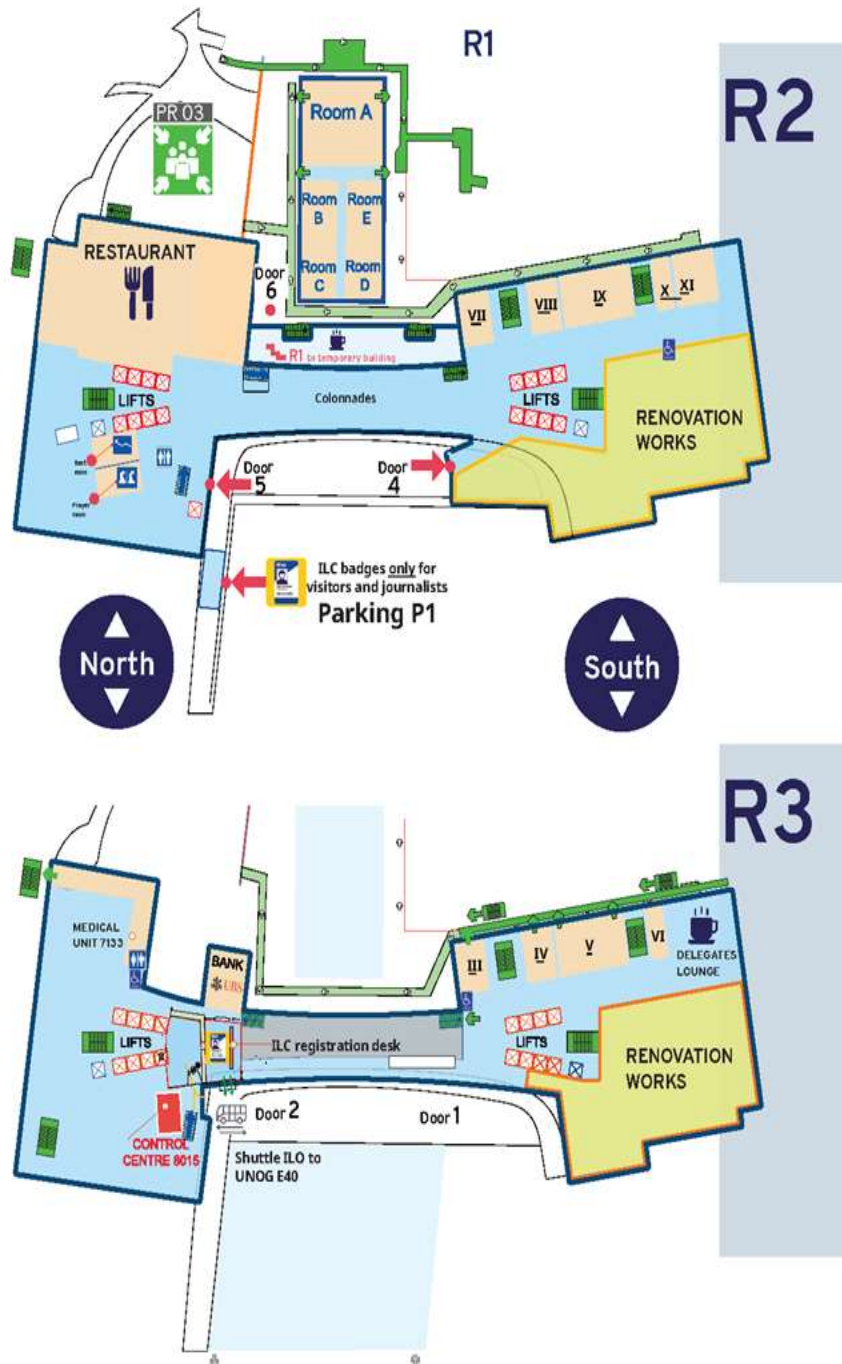 R1
R2
PR 03
Room A
Room B
Room E
Room C
Room D
RESTAURANT
Door 6
VII
VIII
IX
X
XI
R1 to temporary building
LIFTS
Colonnades
LIFTS
RENOVATION
WORKS
Rest room
Prayer room
Door 5
Door 4
ILC badges only for
visitors and journalists
Parking P1
North
South
R3
MEDICAL
UNIT 7133
BANK
UBS
III
IV
V
VI
DELEGATES
LOUNGE
LIFTS
ILC registration desk
LIFTS
RENOVATION
WORKS
Door 2
Door 1
CONTROL
CENTRE 8015
Shuttle ILO to
UNOG E40